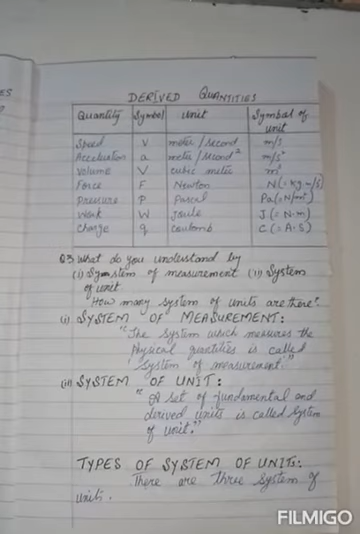 ES
DERIVED QUANTITIES
Quantity Symbol Unit Symbol of unit
Speed V meter/second m/s
Acceleration a meter/second² m/s²
Volume V cubic meter m³
Force F Newton N(=kg.m/s)
Pressure P Pascal Pa(=N/m²)
Work W Joule J(=N.m)
Charge q coulomb C(=A.S)
Q3 What do you understand by
(i) System of measurement (ii) System
of unit
How many system of units are there?
(i) SYSTEM OF MEASUREMENT:
"The system which measures the
Physical quantities is called
'System of measurement'."
(ii) SYSTEM OF UNIT:
"A set of fundamental and
derived units is called System
of unit."
TYPES OF SYSTEM OF UNITS:
There are three system of
units.
FILMIGO